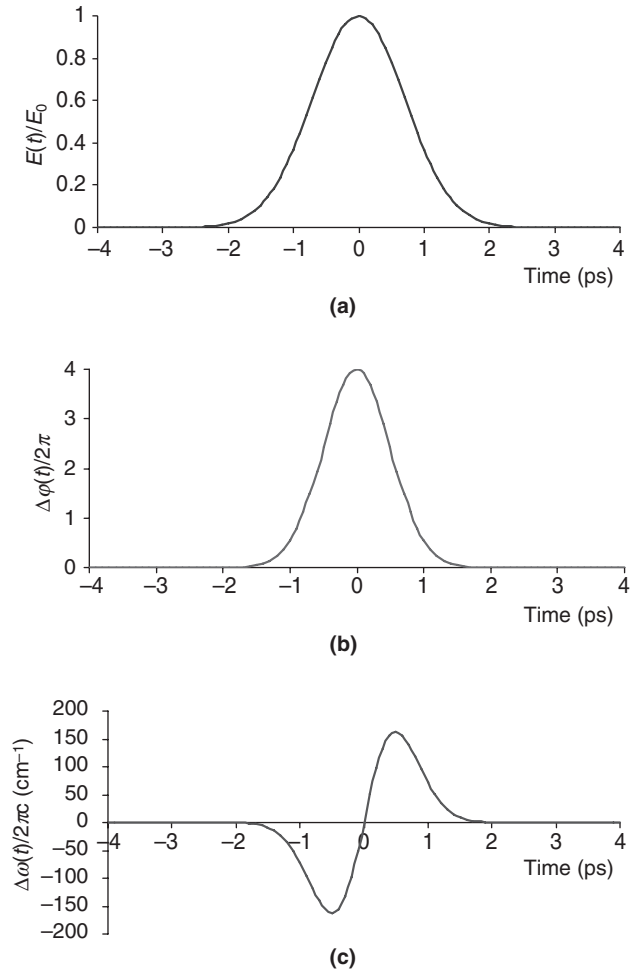 1
0.8
0.6
0.4
0.2
0
E(t)/E0
−4 −3 −2 −1 0 1 2 3 4
Time (ps)
(a)
4
3
2
1
0
Δφ(t)/2π
−4 −3 −2 −1 0 1 2 3 4
Time (ps)
(b)
200
150
100
50
0
−50
−100
−150
−200
Δω(t)/2πc (cm−1)
−4 −3 −2 −1 0 1 2 3 4
Time (ps)
(c)